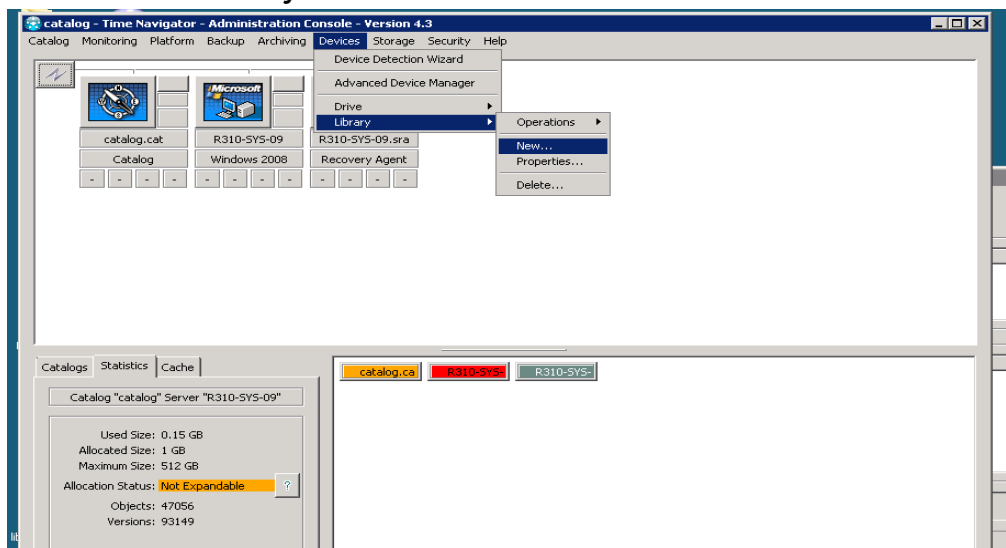 catalog - Time Navigator - Administration Console - Version 4.3
Catalog Monitoring Platform Backup Archiving Devices Storage Security Help
Device Detection Wizard
Advanced Device Manager
Drive
Library
Operations
New...
Properties...
Delete...
Microsoft
catalog.cat R310-SYS-09 R310-SYS-09.sra
Catalog Windows 2008 Recovery Agent
- - - - - - - - - - - -
Catalogs Statistics Cache
catalog.ca R310-SYS- R310-SYS-
Catalog "catalog" Server "R310-SYS-09"
Used Size: 0.15 GB
Allocated Size: 1 GB
Maximum Size: 512 GB
Allocation Status: Not Expandable ?
Objects: 47056
Versions: 93149